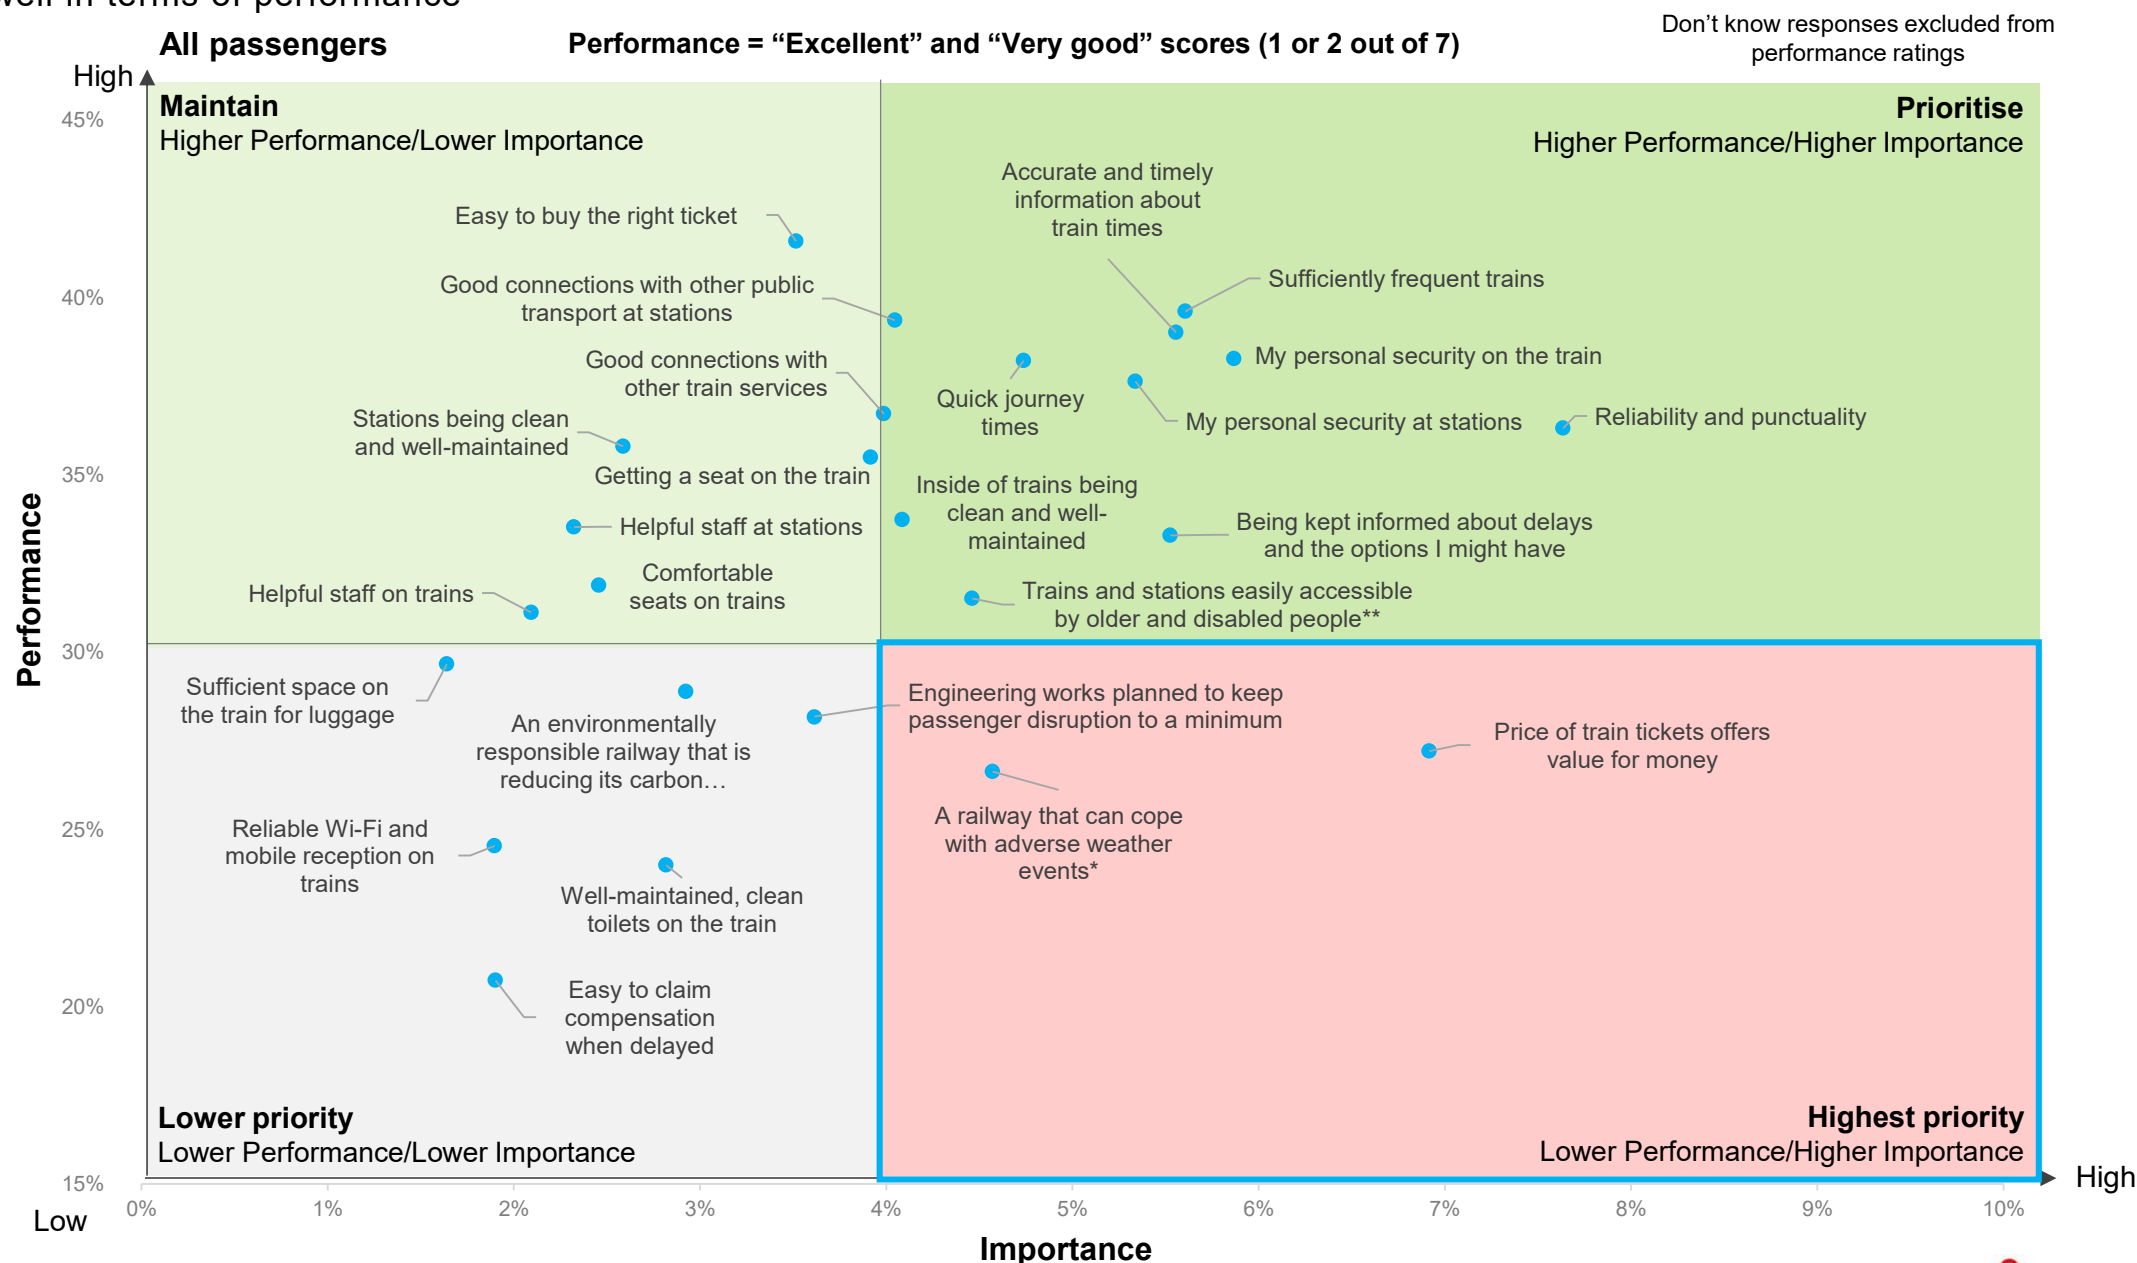 well in terms of performance
All passengers
Performance = “Excellent” and “Very good” scores (1 or 2 out of 7)
Don’t know responses excluded from
performance ratings
High
Maintain
Higher Performance/Lower Importance
Prioritise
Higher Performance/Higher Importance
45%
40%
35%
30%
25%
20%
15%
Performance
Easy to buy the right ticket
Good connections with other public
transport at stations
Good connections with
other train services
Stations being clean
and well-maintained
Getting a seat on the train
Helpful staff at stations
Comfortable
seats on trains
Helpful staff on trains
Accurate and timely
information about
train times
Sufficiently frequent trains
My personal security on the train
Quick journey
times
My personal security at stations
Reliability and punctuality
Inside of trains being
clean and well-
maintained
Being kept informed about delays
and the options I might have
Trains and stations easily accessible
by older and disabled people**
Sufficient space on
the train for luggage
An environmentally
responsible railway that is
reducing its carbon…
Engineering works planned to keep
passenger disruption to a minimum
Price of train tickets offers
value for money
A railway that can cope
with adverse weather
events*
Reliable Wi-Fi and
mobile reception on
trains
Well-maintained, clean
toilets on the train
Easy to claim
compensation
when delayed
Lower priority
Lower Performance/Lower Importance
Highest priority
Lower Performance/Higher Importance
High
Low
0%
1%
2%
3%
4%
5%
6%
7%
8%
9%
10%
Importance